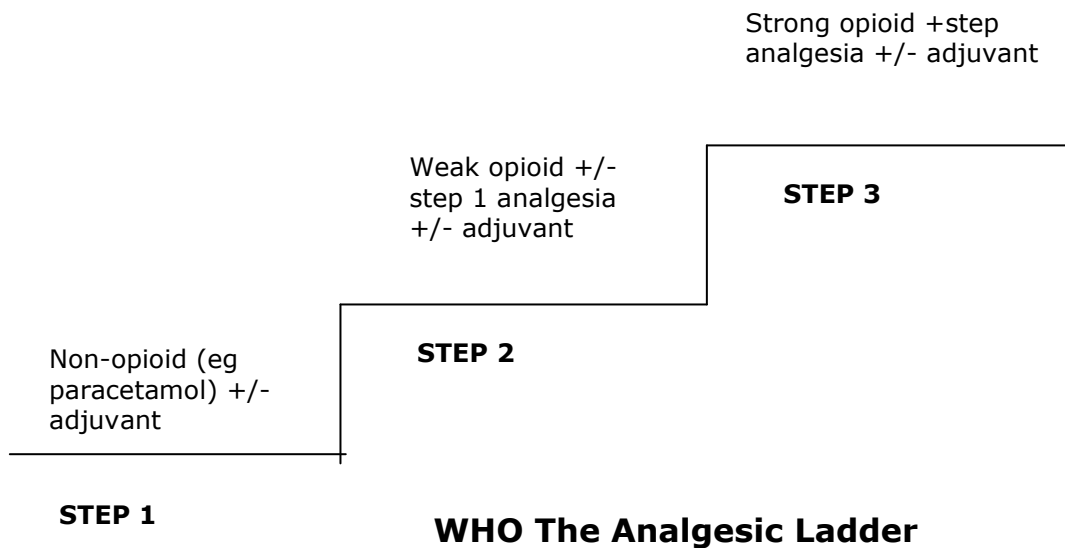 Strong opioid +step
analgesia +/- adjuvant
Weak opioid +/-
step 1 analgesia
+/- adjuvant
STEP 3
Non-opioid (eg
paracetamol) +/-
adjuvant
STEP 2
STEP 1
WHO The Analgesic Ladder